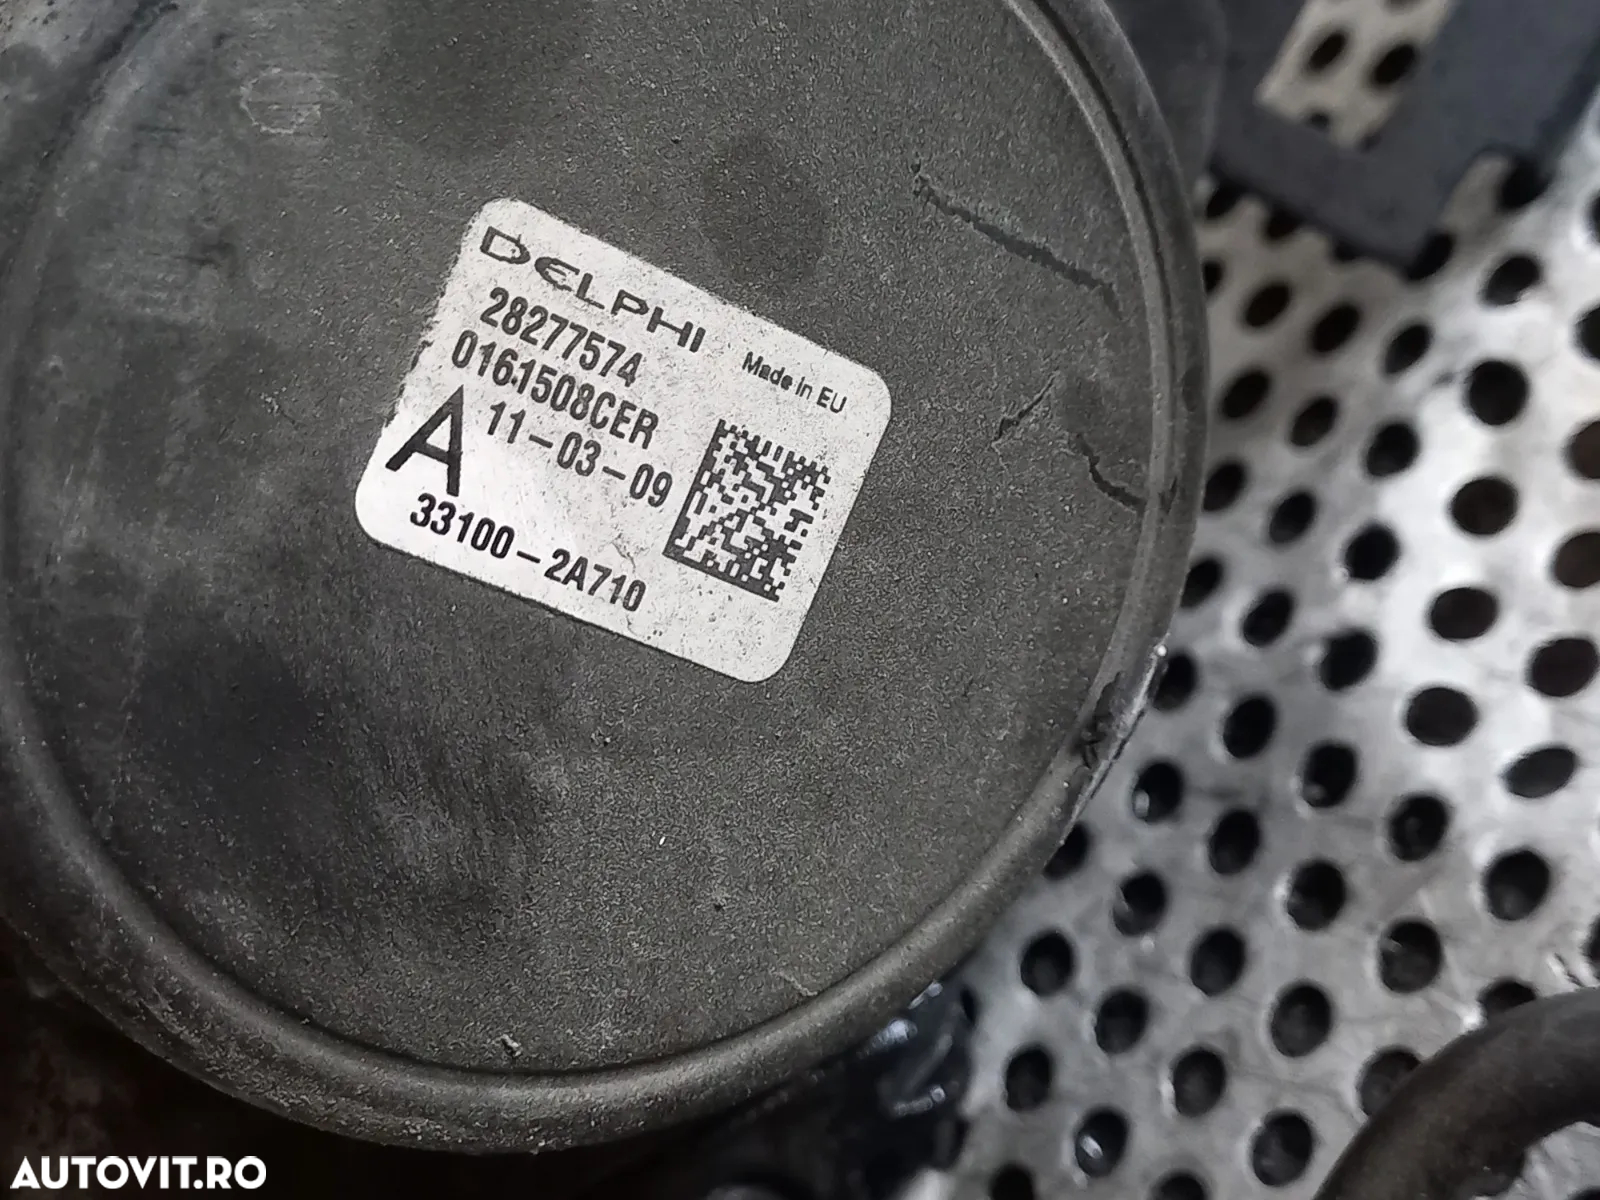 DELPHI
Made in EU
28277574
0161508CER
A 11-03-09
33100-2A710
AUTOVIT.RO